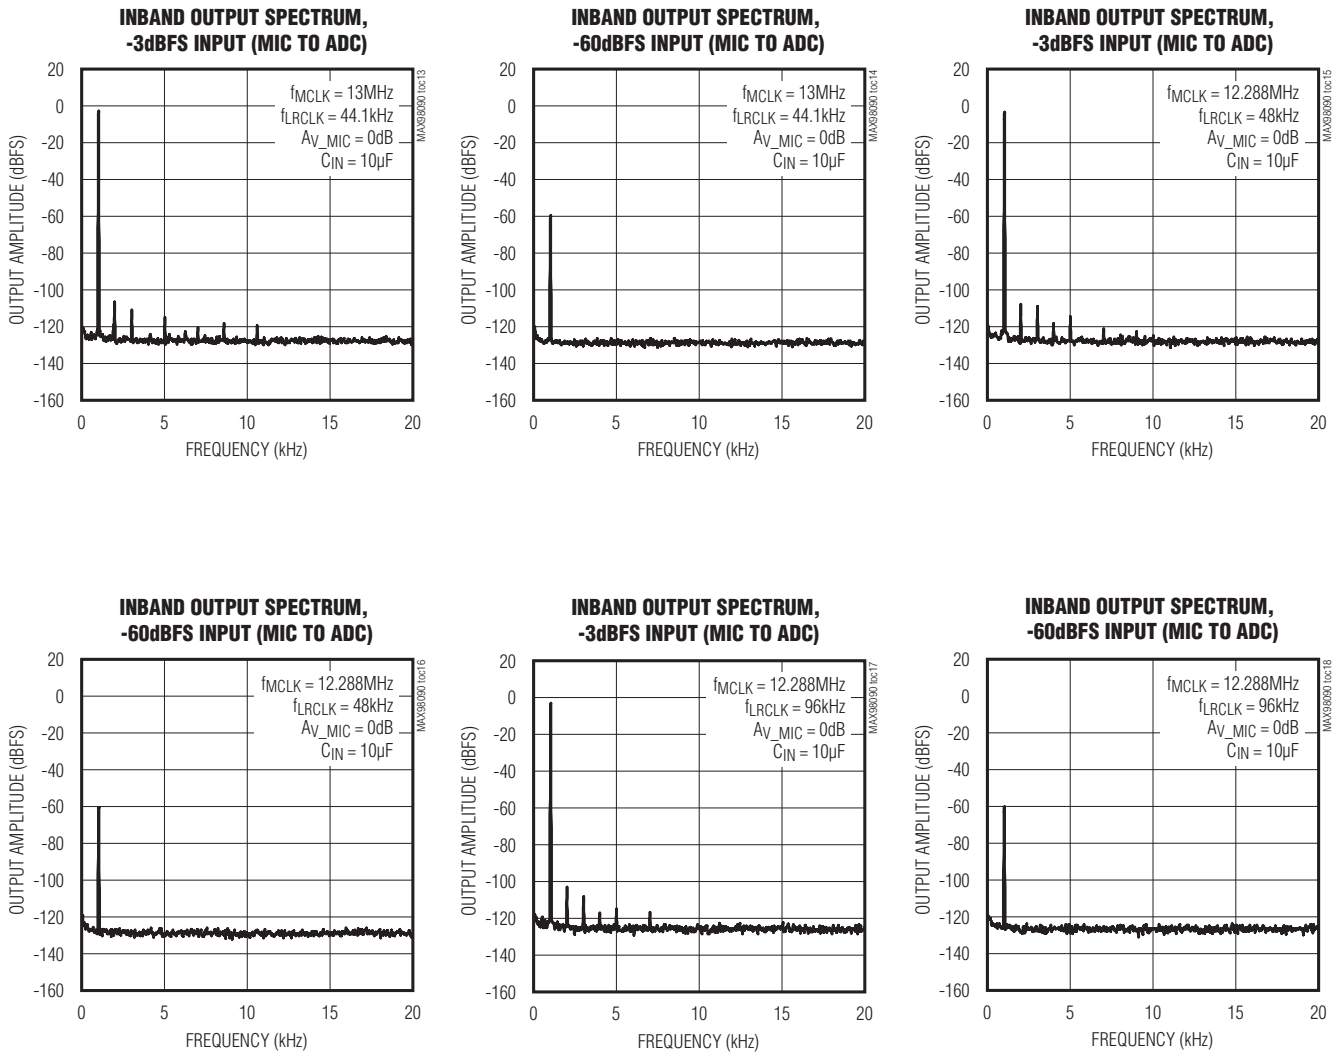 INBAND OUTPUT SPECTRUM,
-3dBFS INPUT (MIC TO ADC)
20
0
-20
-40
-60
-80
-100
-120
-140
-160
OUTPUT AMPLITUDE (dBFS)
fMCLK = 13MHz
fLRCLK = 44.1kHz
AV_MIC = 0dB
CIN = 10µF
MAX98090 toc13
0 5 10 15 20
FREQUENCY (kHz)
INBAND OUTPUT SPECTRUM,
-60dBFS INPUT (MIC TO ADC)
20
0
-20
-40
-60
-80
-100
-120
-140
-160
OUTPUT AMPLITUDE (dBFS)
fMCLK = 13MHz
fLRCLK = 44.1kHz
AV_MIC = 0dB
CIN = 10µF
MAX98090 toc14
0 5 10 15 20
FREQUENCY (kHz)
INBAND OUTPUT SPECTRUM,
-3dBFS INPUT (MIC TO ADC)
20
0
-20
-40
-60
-80
-100
-120
-140
-160
OUTPUT AMPLITUDE (dBFS)
fMCLK = 12.288MHz
fLRCLK = 48kHz
AV_MIC = 0dB
CIN = 10µF
MAX98090 toc15
0 5 10 15 20
FREQUENCY (kHz)
INBAND OUTPUT SPECTRUM,
-60dBFS INPUT (MIC TO ADC)
20
0
-20
-40
-60
-80
-100
-120
-140
-160
OUTPUT AMPLITUDE (dBFS)
fMCLK = 12.288MHz
fLRCLK = 48kHz
AV_MIC = 0dB
CIN = 10µF
MAX98090 toc16
0 5 10 15 20
FREQUENCY (kHz)
INBAND OUTPUT SPECTRUM,
-3dBFS INPUT (MIC TO ADC)
20
0
-20
-40
-60
-80
-100
-120
-140
-160
OUTPUT AMPLITUDE (dBFS)
fMCLK = 12.288MHz
fLRCLK = 96kHz
AV_MIC = 0dB
CIN = 10µF
MAX98090 toc17
0 5 10 15 20
FREQUENCY (kHz)
INBAND OUTPUT SPECTRUM,
-60dBFS INPUT (MIC TO ADC)
20
0
-20
-40
-60
-80
-100
-120
-140
-160
OUTPUT AMPLITUDE (dBFS)
fMCLK = 12.288MHz
fLRCLK = 96kHz
AV_MIC = 0dB
CIN = 10µF
MAX98090 toc18
0 5 10 15 20
FREQUENCY (kHz)